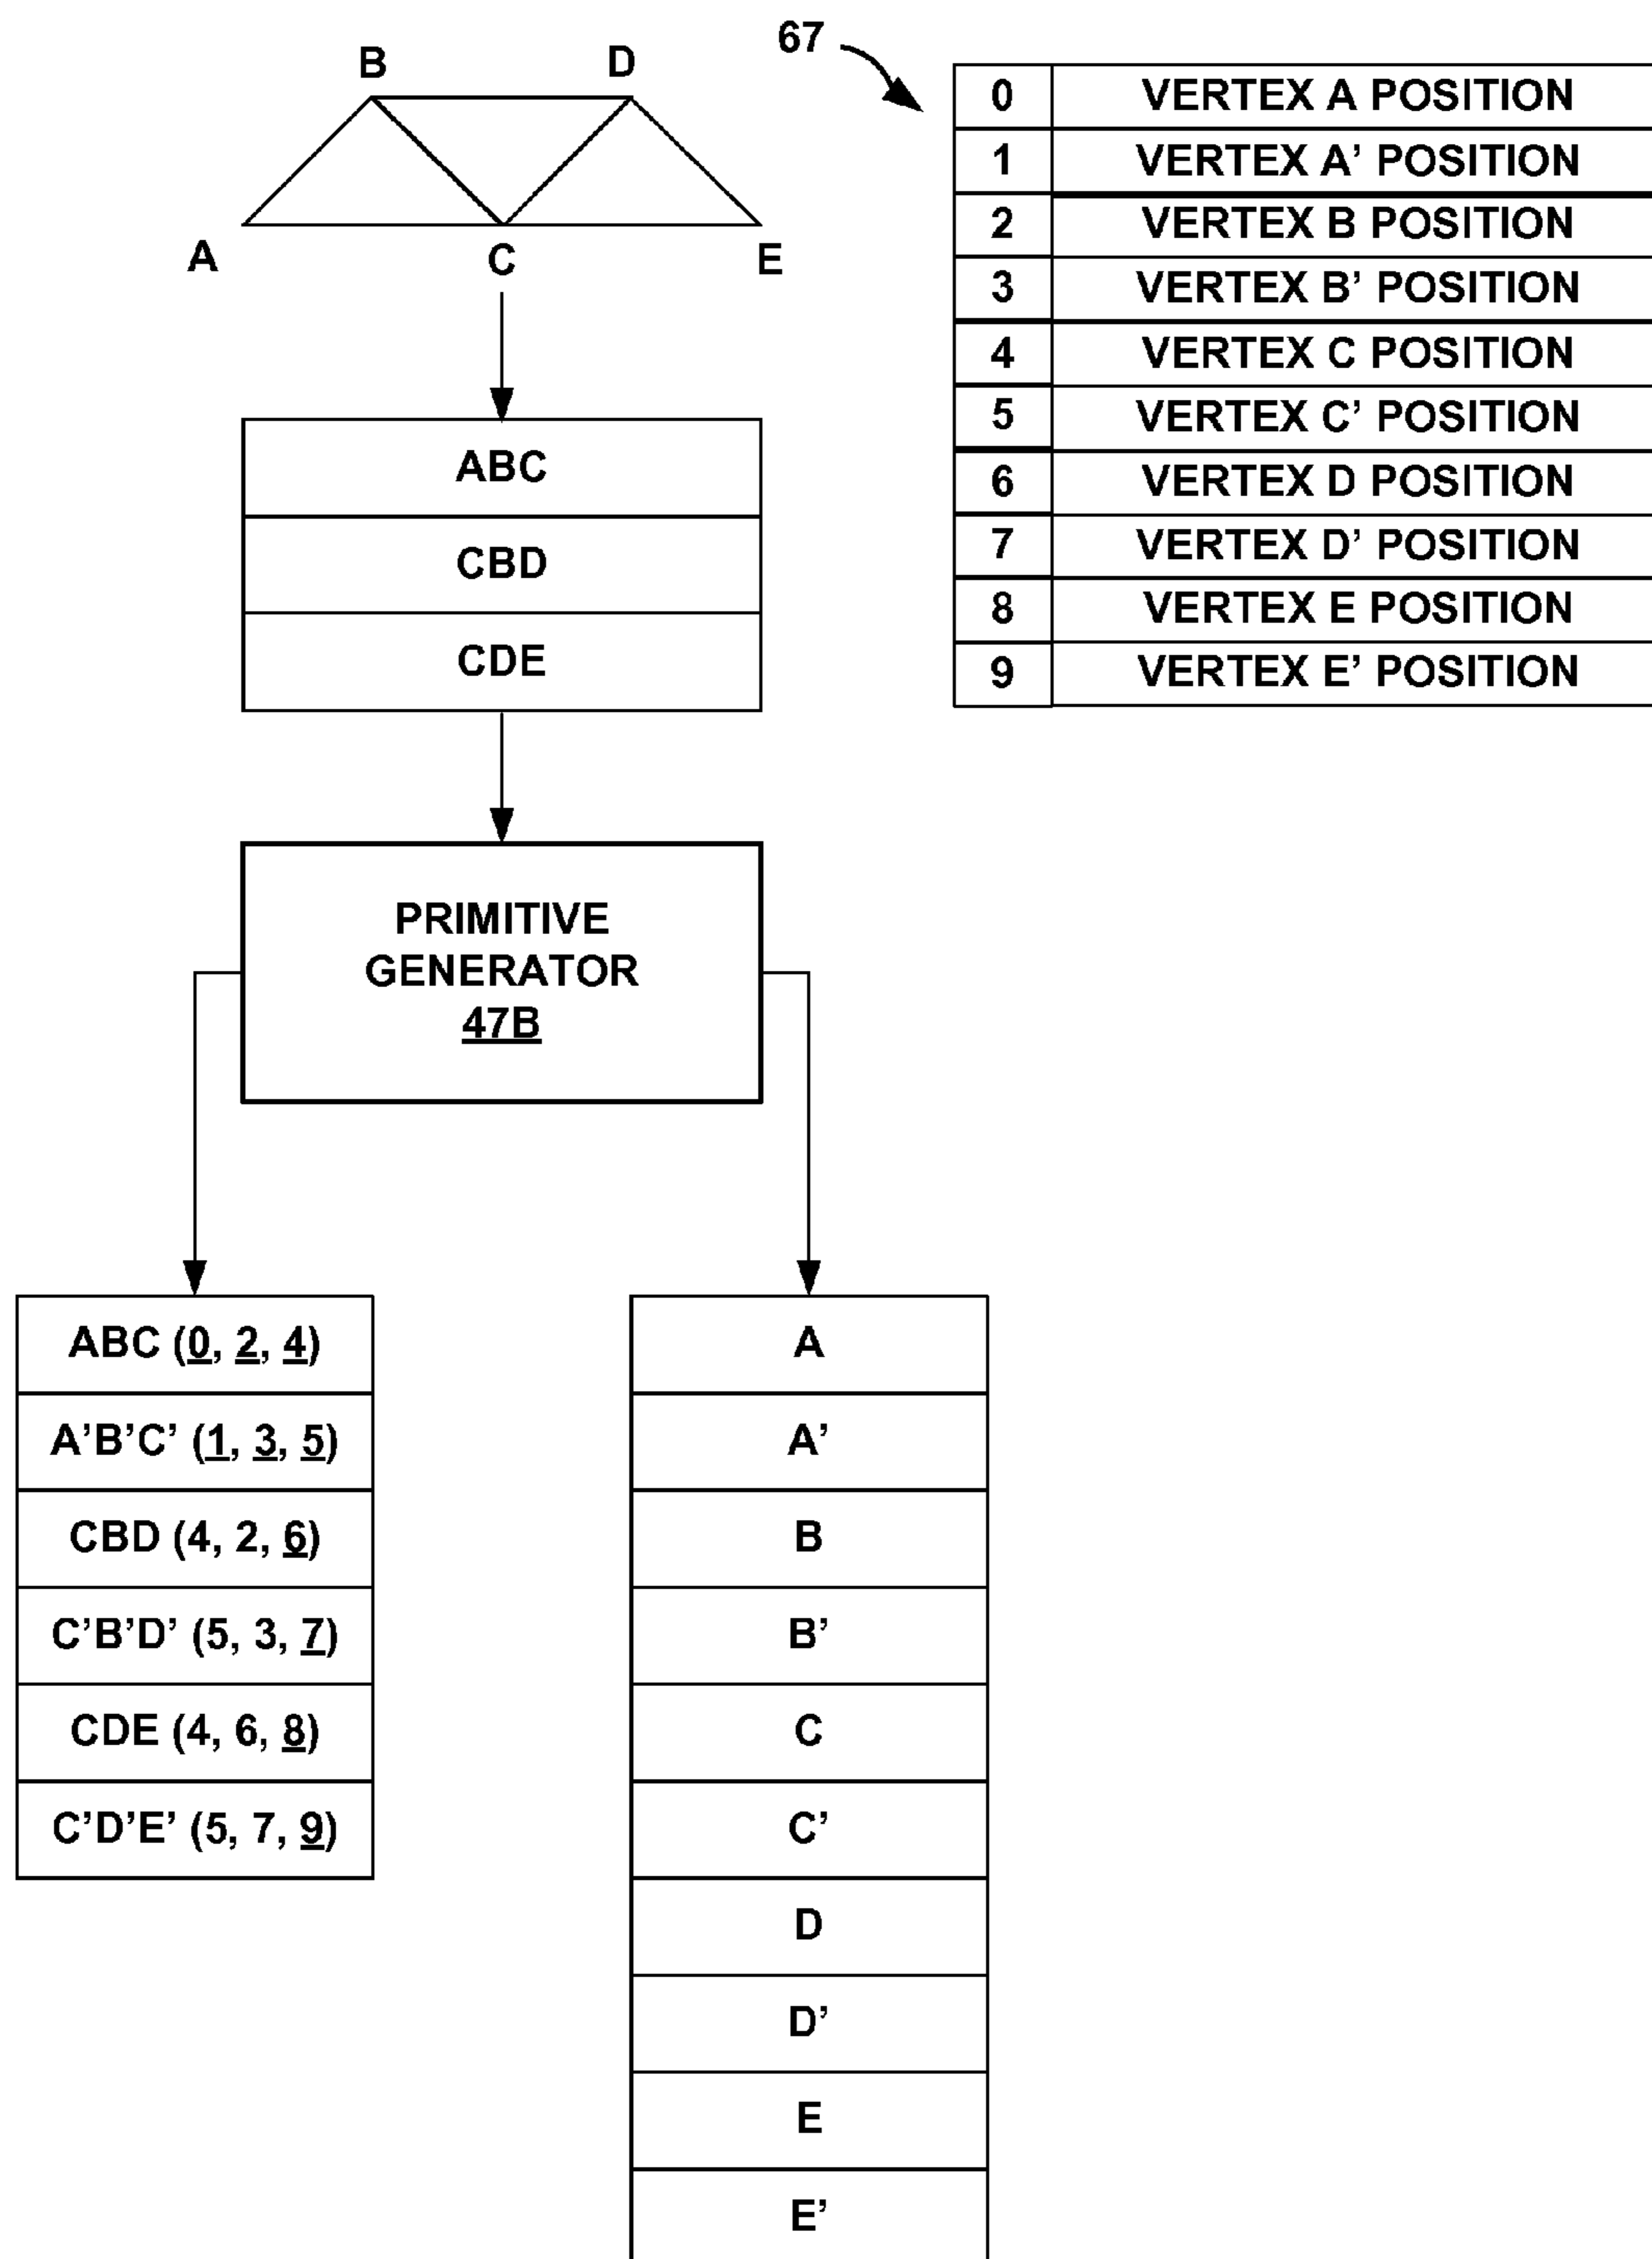 B
D
A
C
E
67
0 VERTEX A POSITION
1 VERTEX A’ POSITION
2 VERTEX B POSITION
3 VERTEX B’ POSITION
4 VERTEX C POSITION
5 VERTEX C’ POSITION
6 VERTEX D POSITION
7 VERTEX D’ POSITION
8 VERTEX E POSITION
9 VERTEX E’ POSITION
ABC
CBD
CDE
PRIMITIVE
GENERATOR
47B
ABC (0, 2, 4)
A’B’C’ (1, 3, 5)
CBD (4, 2, 6)
C’B’D’ (5, 3, 7)
CDE (4, 6, 8)
C’D’E’ (5, 7, 9)
A
A’
B
B’
C
C’
D
D’
E
E’